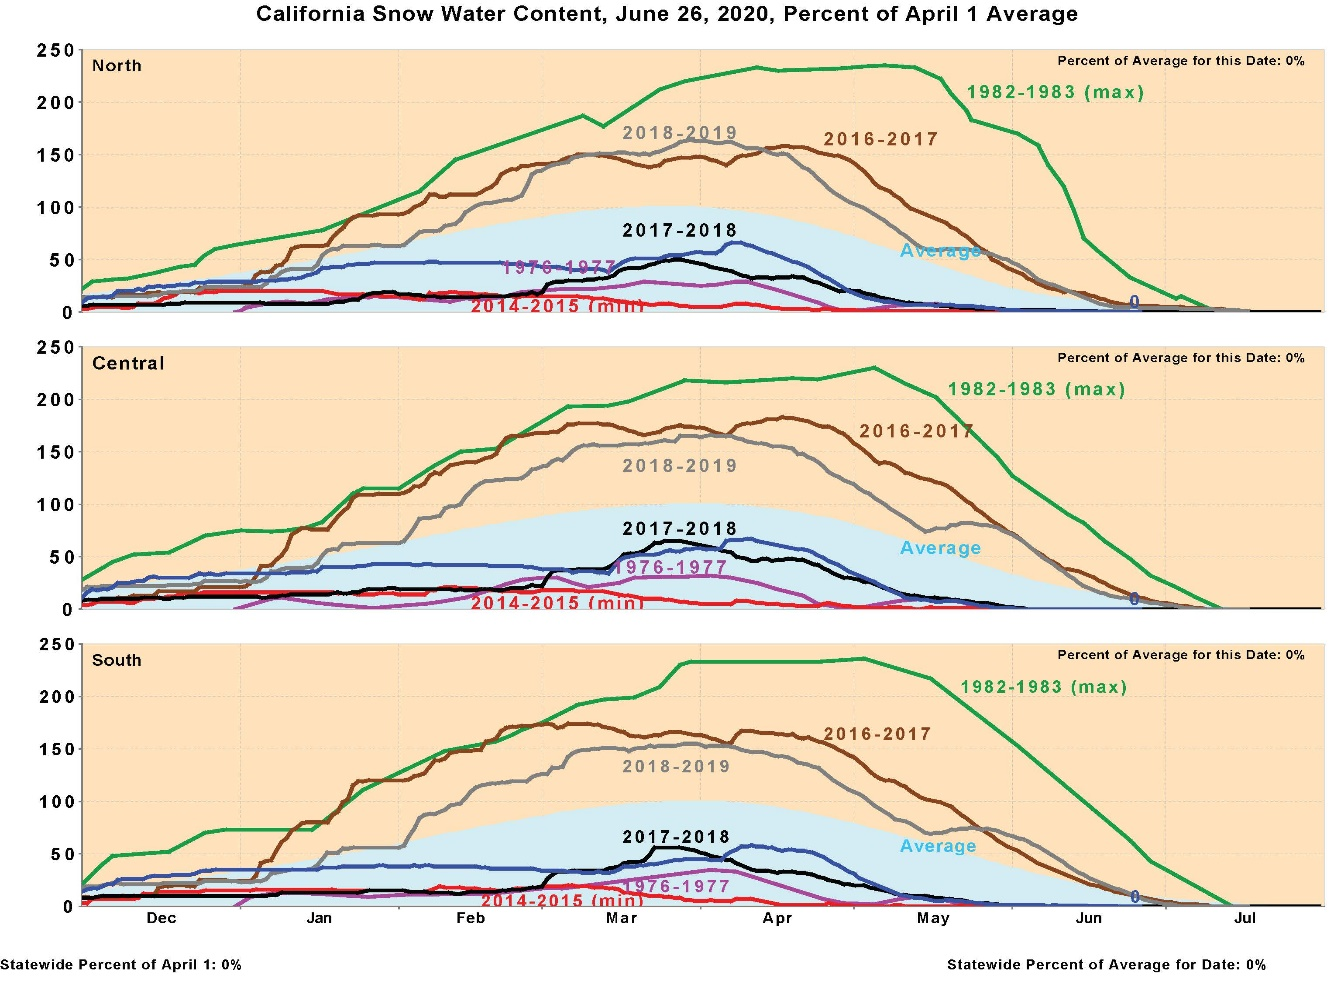 California Snow Water Content, June 26, 2020, Percent of April 1 Average
250
North
Percent of Average for this Date: 0%
1982-1983 (max)
200
2018-2019
2016-2017
150
100
2017-2018
Average
50
1976-1977
2014-2015 (min)
0
0
250
Central
Percent of Average for this Date: 0%
1982-1983 (max)
200
2016-2017
150
2018-2019
100
2017-2018
Average
50
1976-1977
2014-2015 (min)
0
0
250
South
Percent of Average for this Date: 0%
1982-1983 (max)
200
2016-2017
150
2018-2019
100
2017-2018
Average
50
1976-1977
2014-2015 (min)
0
0
Dec Jan Feb Mar Apr May Jun Jul
Statewide Percent of April 1: 0% Statewide Percent of Average for Date: 0%